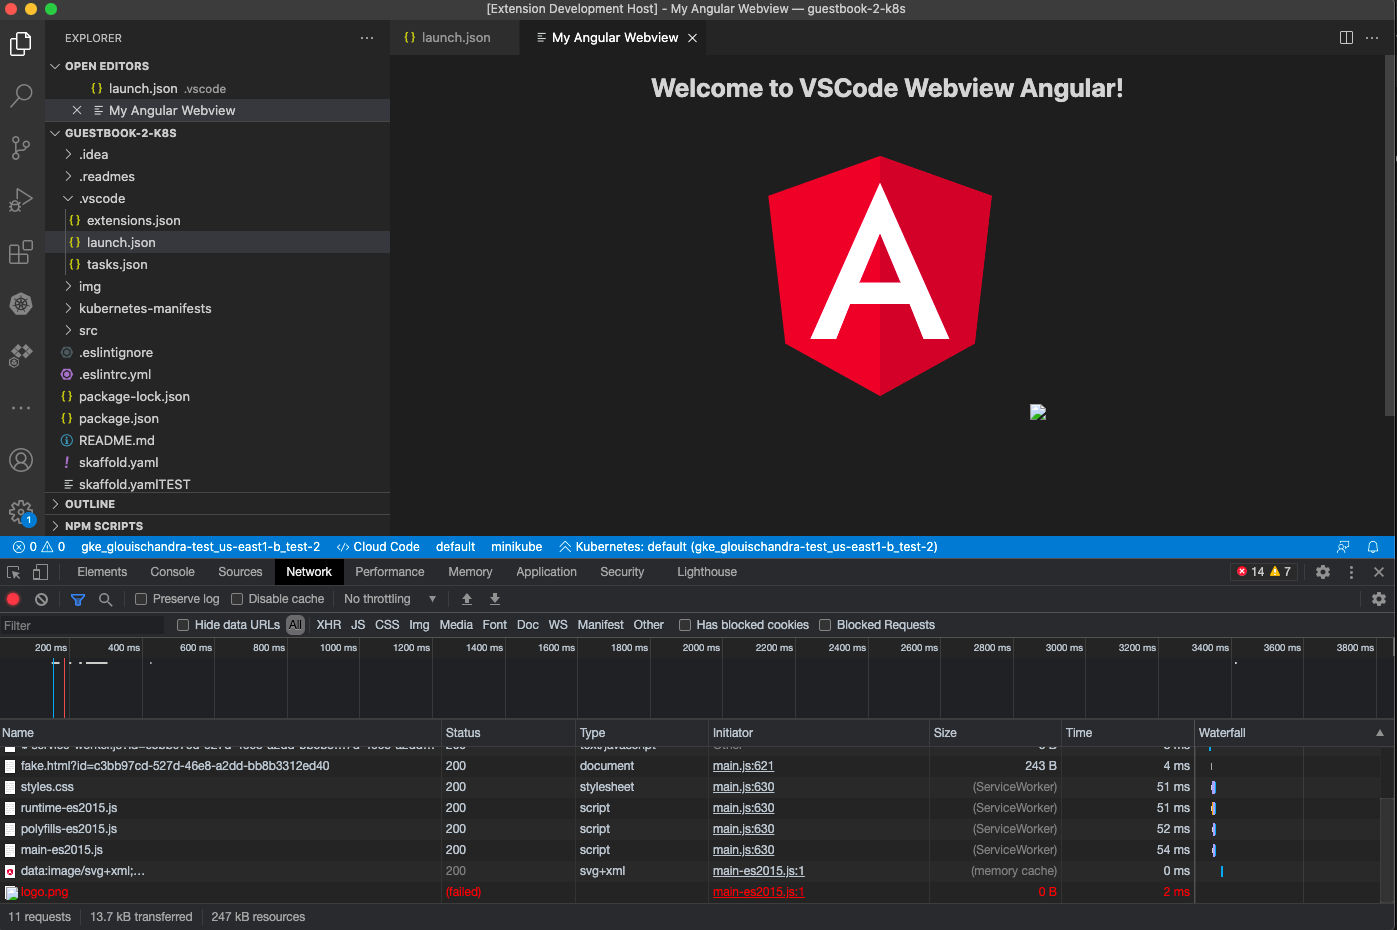 [Extension Development Host] - My Angular Webview — guestbook-2-k8s
EXPLORER
launch.json
My Angular Webview
OPEN EDITORS
launch.json .vscode
My Angular Webview
GUESTBOOK-2-K8S
.idea
.readmes
.vscode
extensions.json
launch.json
tasks.json
img
kubernetes-manifests
src
.eslintignore
.eslintrc.yml
package-lock.json
package.json
README.md
skaffold.yaml
skaffold.yamlTEST
OUTLINE
NPM SCRIPTS
1
Welcome to VSCode Webview Angular!
A
0 0 gke_glouischandra-test_us-east1-b_test-2 Cloud Code default minikube Kubernetes: default (gke_glouischandra-test_us-east1-b_test-2)
Elements Console Sources Network Performance Memory Application Security Lighthouse 14 7
Preserve log Disable cache No throttling
Filter Hide data URLs All XHR JS CSS Img Media Font Doc WS Manifest Other Has blocked cookies Blocked Requests
200 ms 400 ms 600 ms 800 ms 1000 ms 1200 ms 1400 ms 1600 ms 1800 ms 2000 ms 2200 ms 2400 ms 2600 ms 2800 ms 3000 ms 3200 ms 3400 ms 3600 ms 3800 ms
Name Status Type Initiator Size Time Waterfall
fake.html?id=c3bb97cd-527d-46e8-a2dd-bb8b3312ed40 200 document main.js:621 243 B 4 ms
styles.css 200 stylesheet main.js:630 (ServiceWorker) 51 ms
runtime-es2015.js 200 script main.js:630 (ServiceWorker) 51 ms
polyfills-es2015.js 200 script main.js:630 (ServiceWorker) 52 ms
main-es2015.js 200 script main.js:630 (ServiceWorker) 54 ms
data:image/svg+xml;... 200 svg+xml main-es2015.js:1 (memory cache) 0 ms
logo.png (failed) main-es2015.js:1 0 B 2 ms
11 requests 13.7 kB transferred 247 kB resources